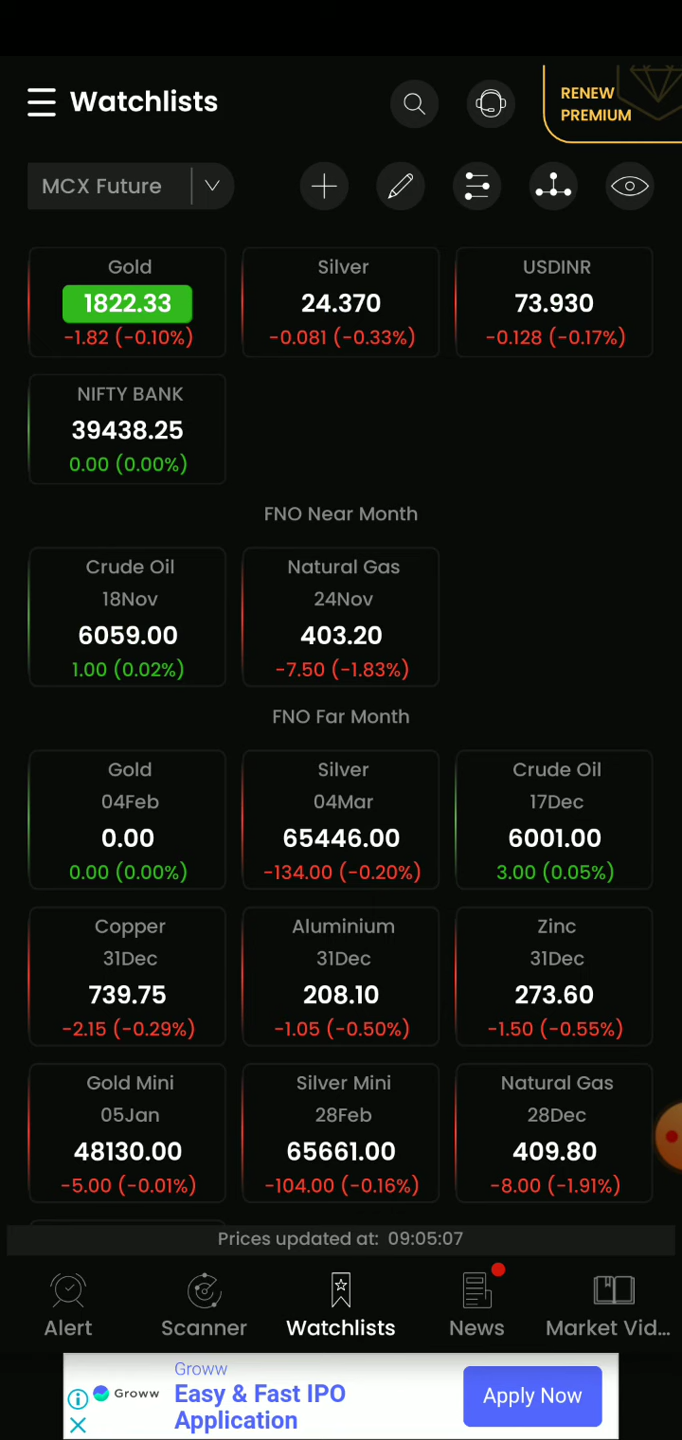 Watchlists
RENEW
PREMIUM
MCX Future
Gold
1822.33
-1.82 (-0.10%)
Silver
24.370
-0.081 (-0.33%)
USDINR
73.930
-0.128 (-0.17%)
NIFTY BANK
39438.25
0.00 (0.00%)
FNO Near Month
Crude Oil
18Nov
6059.00
1.00 (0.02%)
Natural Gas
24Nov
403.20
-7.50 (-1.83%)
FNO Far Month
Gold
04Feb
0.00
0.00 (0.00%)
Silver
04Mar
65446.00
-134.00 (-0.20%)
Crude Oil
17Dec
6001.00
3.00 (0.05%)
Copper
31Dec
739.75
-2.15 (-0.29%)
Aluminium
31Dec
208.10
-1.05 (-0.50%)
Zinc
31Dec
273.60
-1.50 (-0.55%)
Gold Mini
05Jan
48130.00
-5.00 (-0.01%)
Silver Mini
28Feb
65661.00
-104.00 (-0.16%)
Natural Gas
28Dec
409.80
-8.00 (-1.91%)
Prices updated at: 09:05:07
Alert
Scanner
Watchlists
News
Market Vid...
Groww
Groww
Easy & Fast IPO
Application
Apply Now